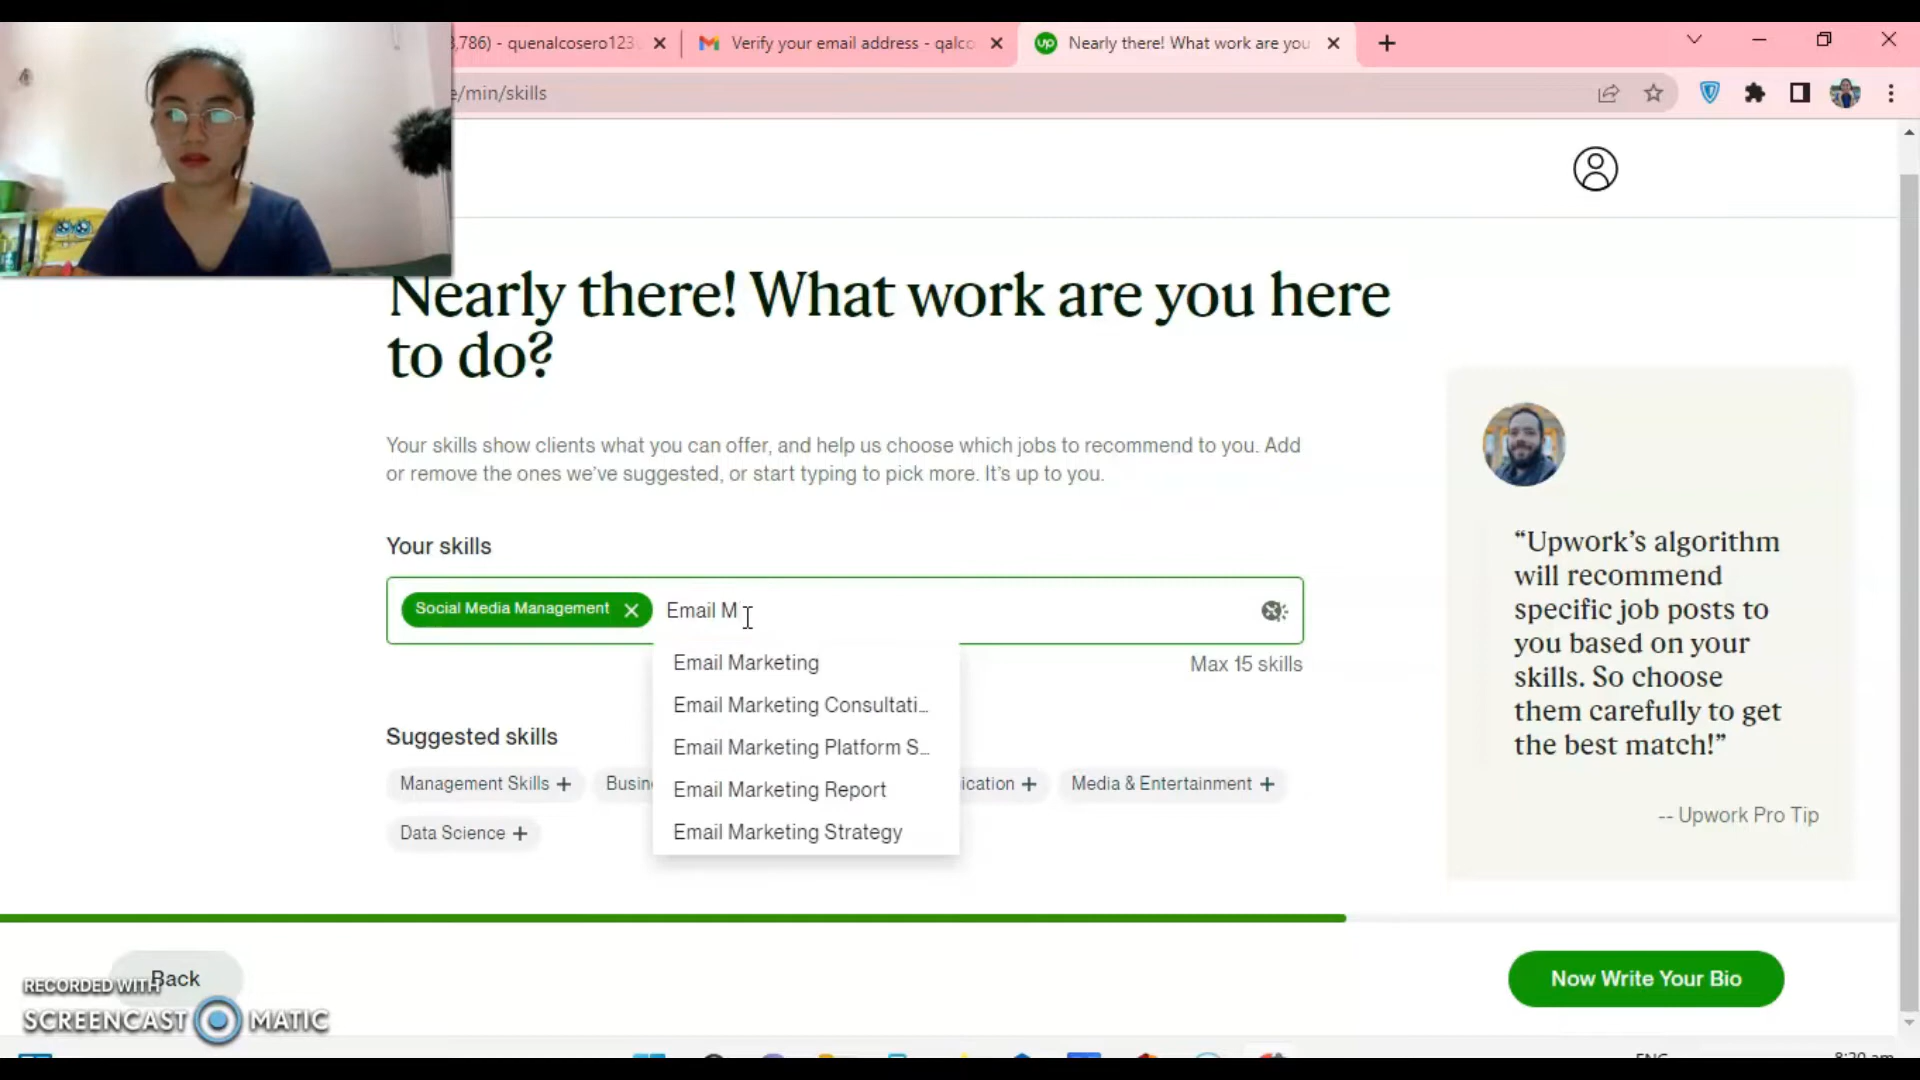 ,786) - quenalcosero123
Verify your email address - qalco
up
Nearly there! What work are you
e/min/skills
Nearly there! What work are you here
to do?
Your skills show clients what you can offer, and help us choose which jobs to recommend to you. Add
or remove the ones we've suggested, or start typing to pick more. It's up to you.
Your skills
Social Media Management
Email M
Max 15 skills
Email Marketing
Email Marketing Consultati...
Email Marketing Platform S...
Email Marketing Report
Email Marketing Strategy
Suggested skills
Management Skills +
Busin
ication +
Media & Entertainment +
Data Science +
“Upwork’s algorithm
will recommend
specific job posts to
you based on your
skills. So choose
them carefully to get
the best match!”
-- Upwork Pro Tip
Back
Now Write Your Bio
RECORDED WITH
SCREENCAST MATIC
ENG
8:20 am